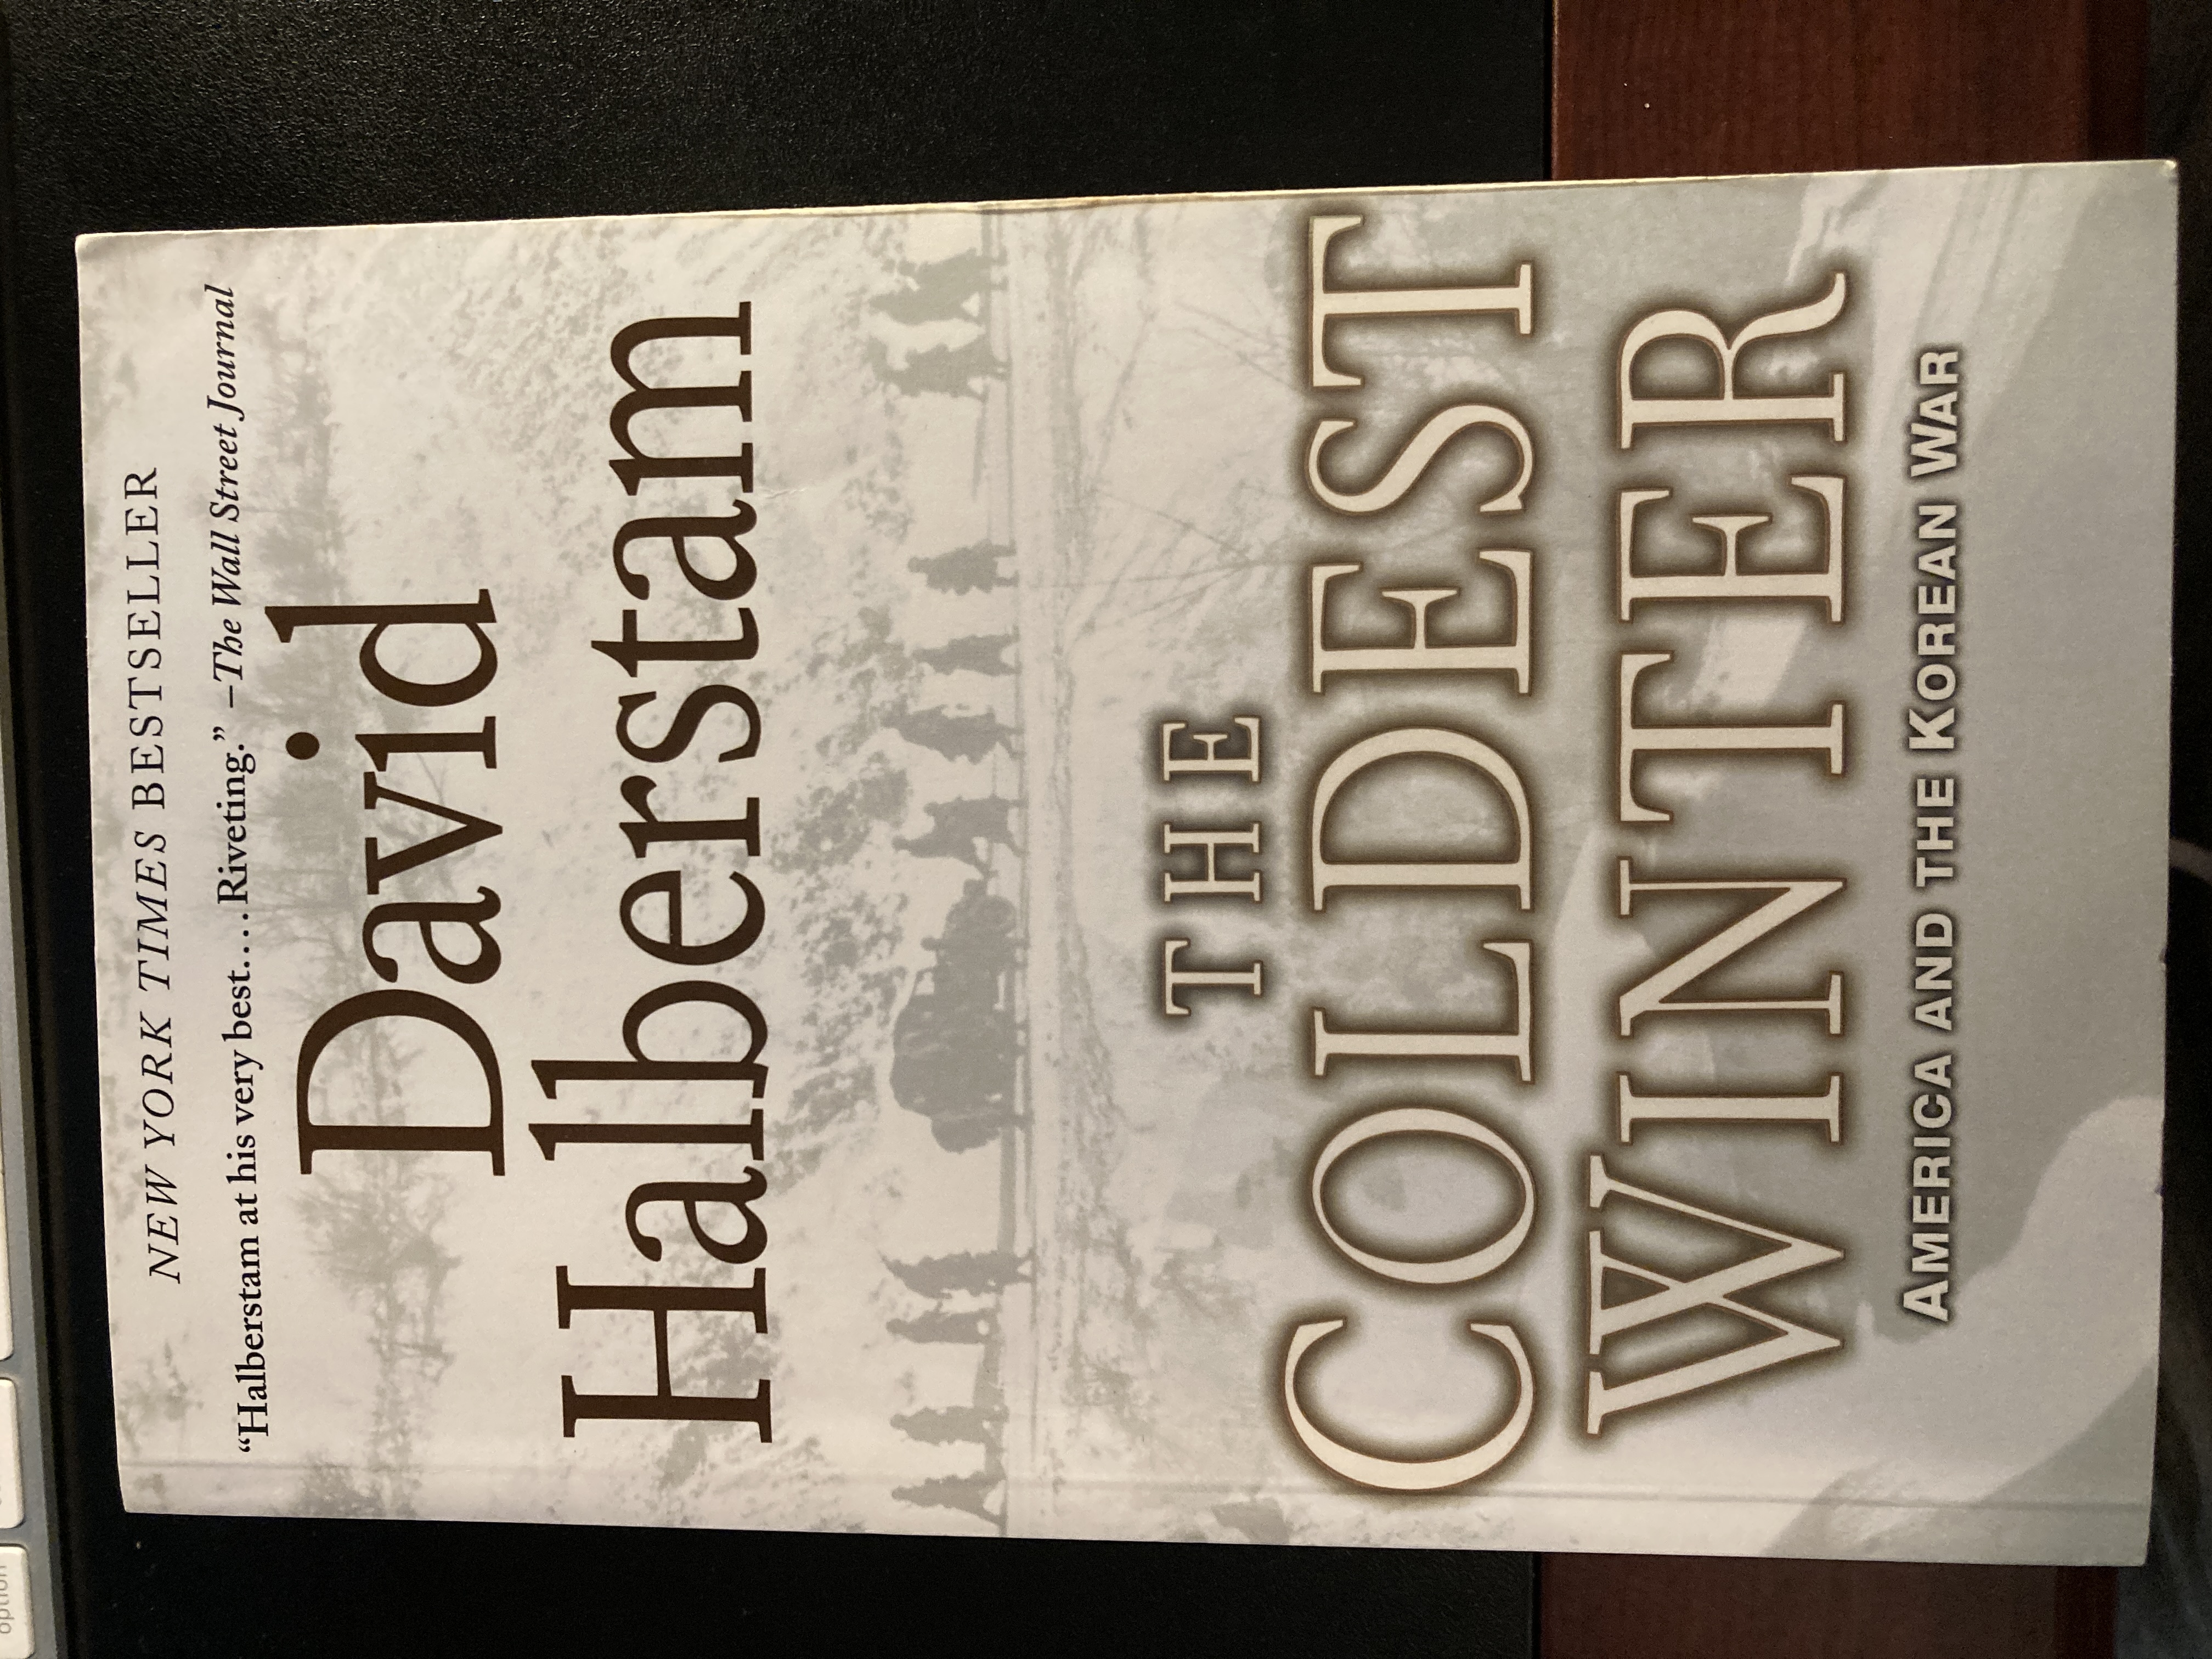 NEW YORK TIMES BESTSELLER
“Halberstam at his very best....Riveting.” –The Wall Street Journal
David
Halberstam
THE
COLDEST
WINTER
AMERICA AND THE KOREAN WAR
option